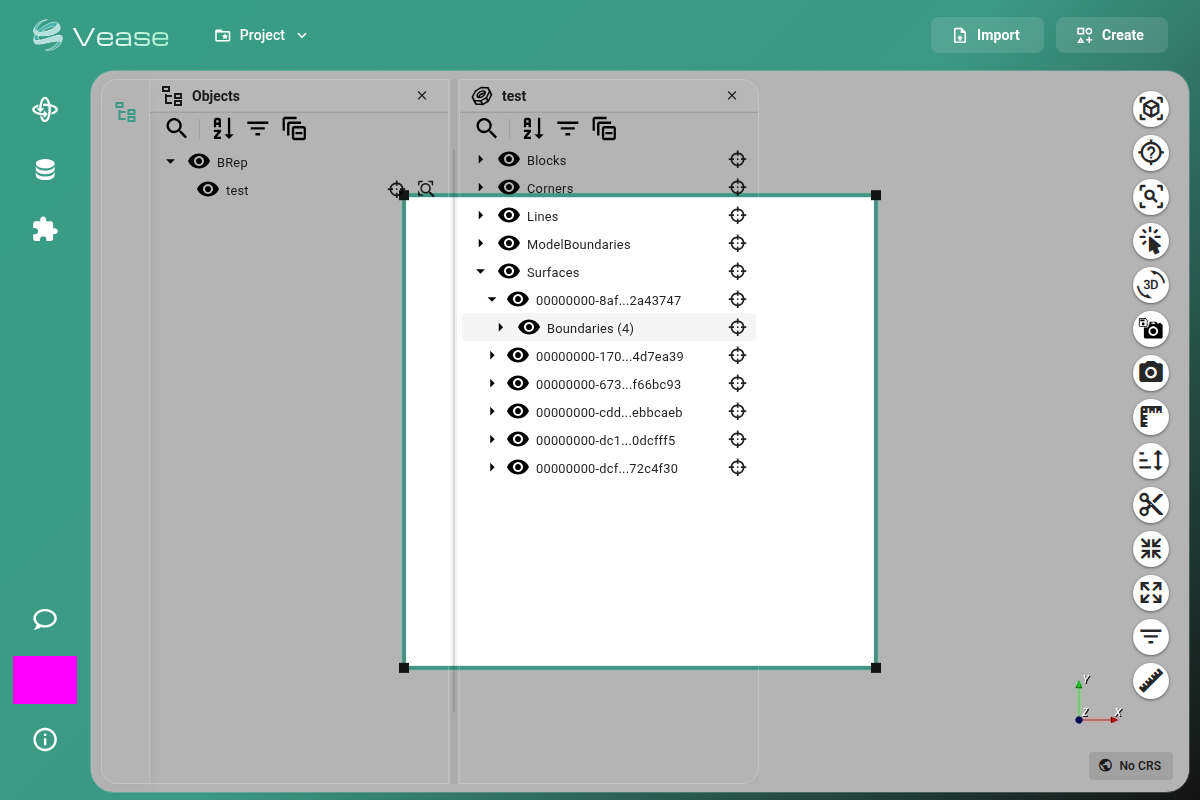 Vease
Project
Import
Create
Objects
BRep
test
test
Blocks
Corners
Lines
ModelBoundaries
Surfaces
00000000-8af...2a43747
Boundaries (4)
00000000-170...4d7ea39
00000000-673...f66bc93
00000000-cdd...ebbcaeb
00000000-dc1...0dcfff5
00000000-dcf...72c4f30
3D
Y
Z
X
No CRS